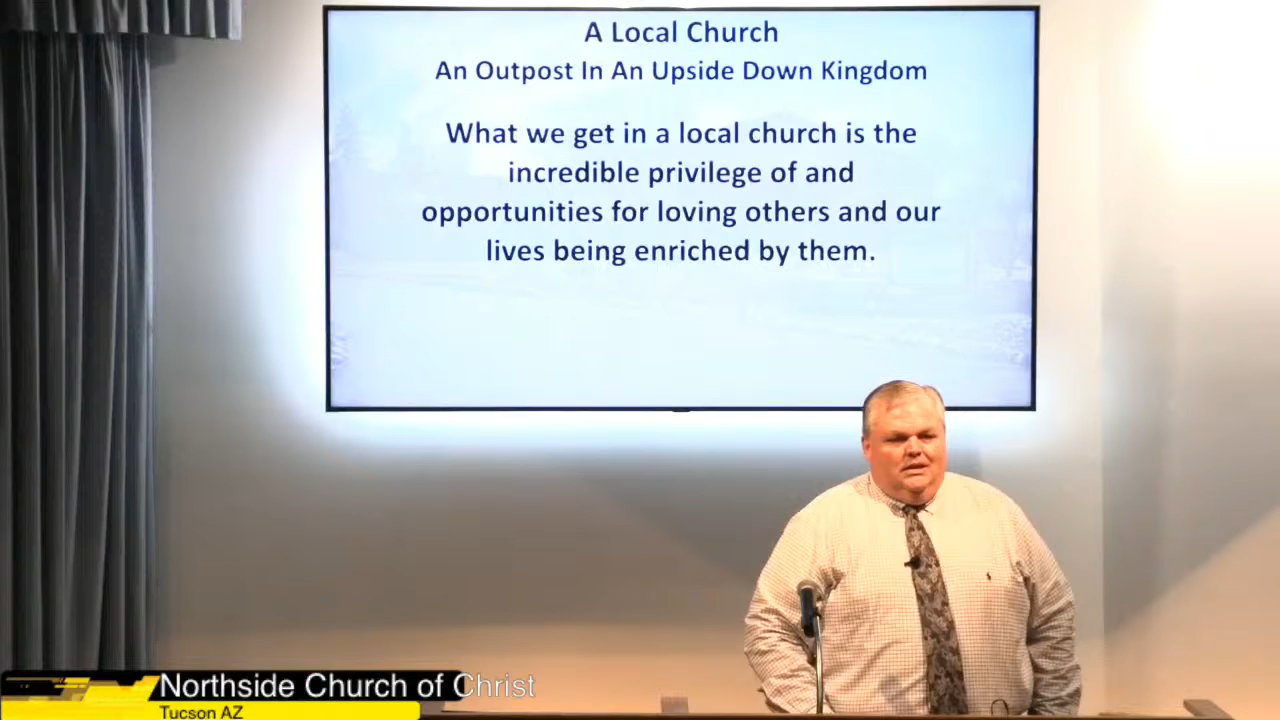 A Local Church
An Outpost In An Upside Down Kingdom
What we get in a local church is the
incredible privilege of and
opportunities for loving others and our
lives being enriched by them.
Northside Church of Christ
Tucson AZ